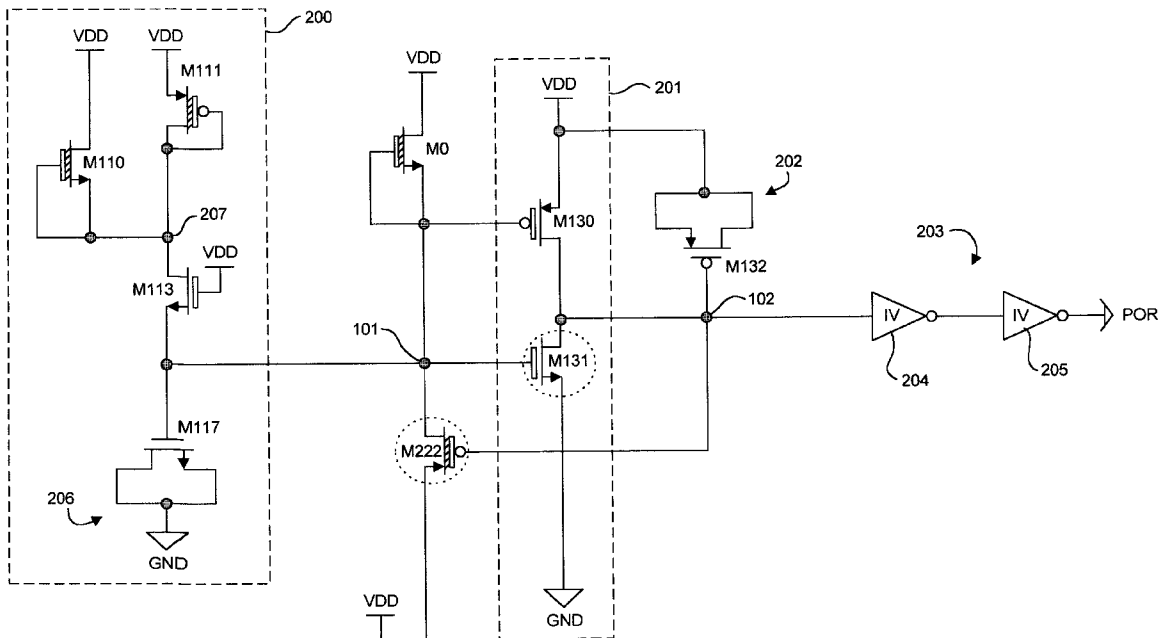 200
VDD
VDD
M111
M110
207
VDD
M113
M117
206
GND
VDD
M0
101
M222
VDD
201
VDD
M130
M131
GND
202
M132
102
203
IV
204
IV
205
POR